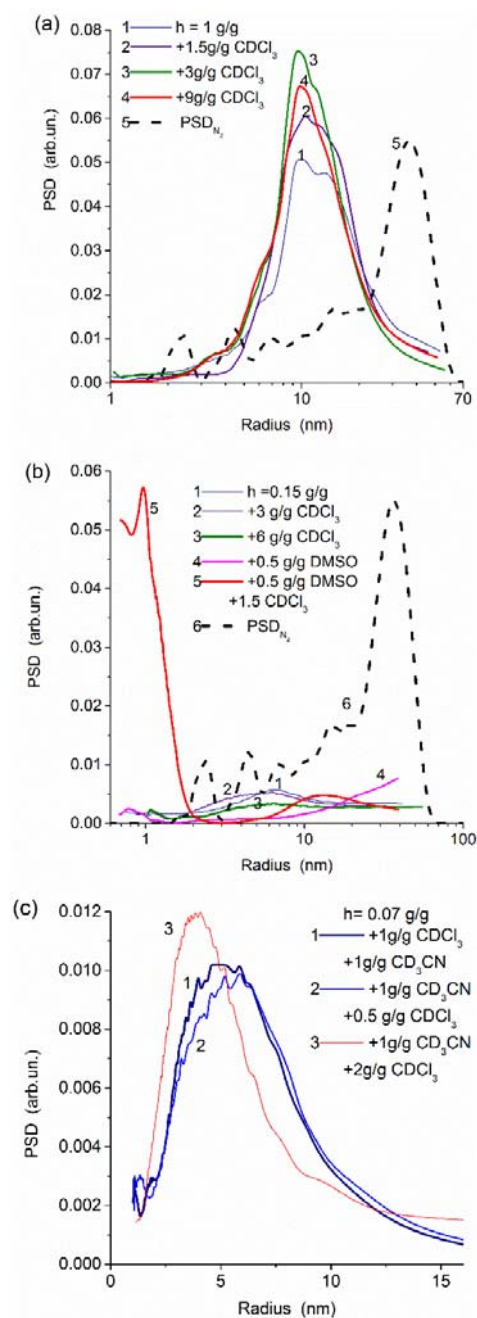 (a)
1 h = 1 g/g
2 +1.5g/g CDCl₃
3 +3g/g CDCl₃
4 +9g/g CDCl₃
5 PSD_N₂
PSD (arb.un.)
0.08
0.07
0.06
0.05
0.04
0.03
0.02
0.01
0.00
3
4
2
1
5
1 10 70
Radius (nm)
(b)
1 h =0.15 g/g
2 +3 g/g CDCl₃
3 +6 g/g CDCl₃
4 +0.5 g/g DMSO
5 +0.5 g/g DMSO
+1.5 CDCl₃
6 PSD_N₂
PSD (arb.un.)
0.06
0.05
0.04
0.03
0.02
0.01
0.00
5
6
4
2 1
3
1 10 100
Radius (nm)
(c)
h= 0.07 g/g
1 +1g/g CDCl₃
+1g/g CD₃CN
2 +1g/g CD₃CN
+0.5 g/g CDCl₃
3 +1g/g CD₃CN
+2g/g CDCl₃
PSD (arb.un.)
0.012
0.010
0.008
0.006
0.004
0.002
0.000
3
1
2
0 5 10 15
Radius (nm)